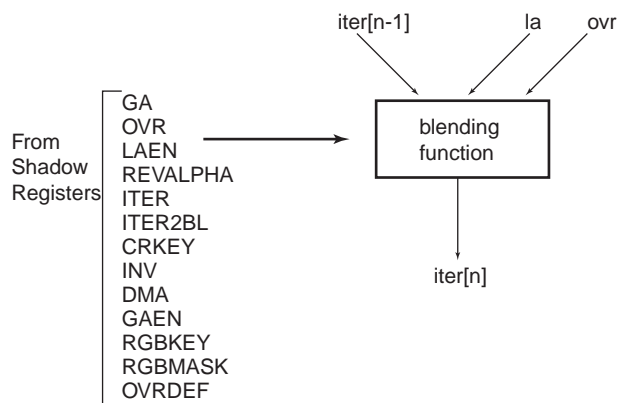 iter[n-1]
la
ovr
From
Shadow
Registers
GA
OVR
LAEN
REVALPHA
ITER
ITER2BL
CRKEY
INV
DMA
GAEN
RGBKEY
RGBMASK
OVRDEF
blending
function
iter[n]